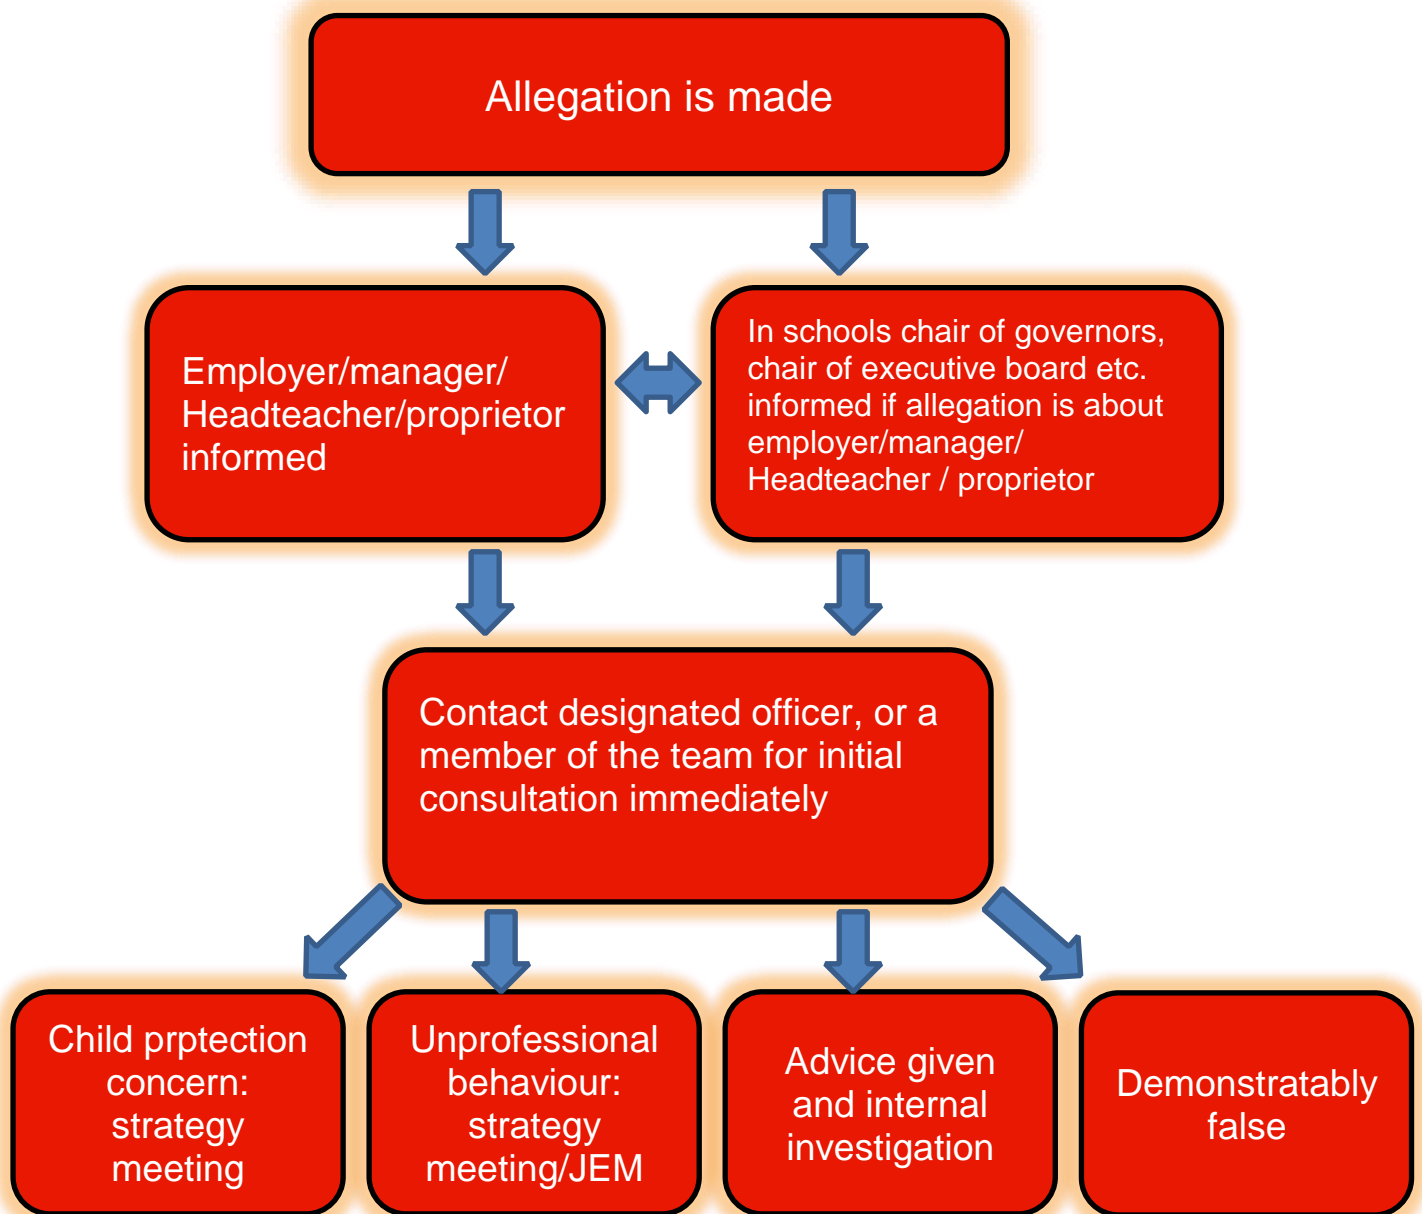 Allegation is made
Employer/manager/
Headteacher/proprietor
informed
In schools chair of governors,
chair of executive board etc.
informed if allegation is about
employer/manager/
Headteacher / proprietor
Contact designated officer, or a
member of the team for initial
consultation immediately
Child prptection
concern:
strategy
meeting
Unprofessional
behaviour:
strategy
meeting/JEM
Advice given
and internal
investigation
Demonstratably
false